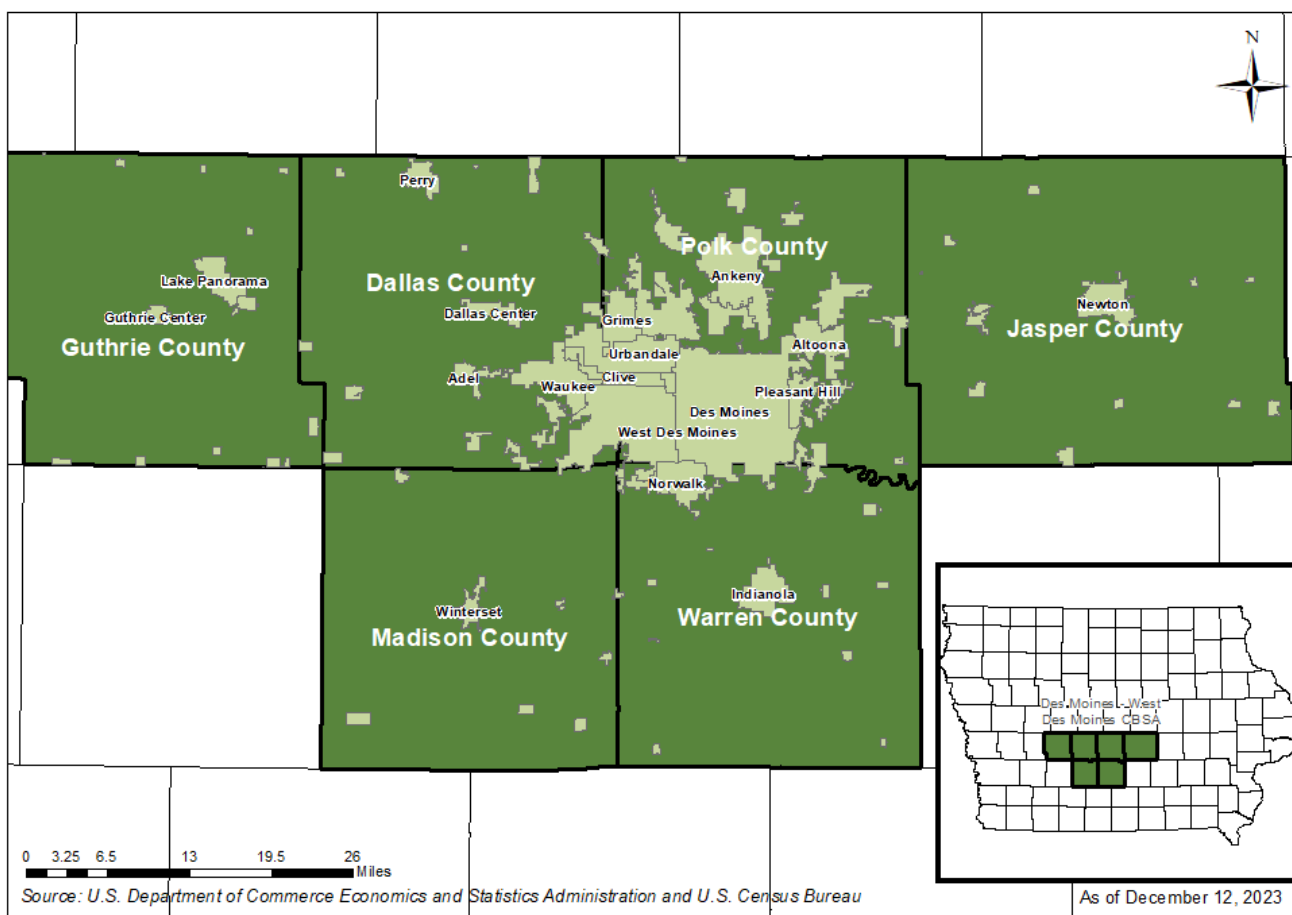 N
Perry
Polk County
Ankeny
Lake Panorama
Dallas County
Newton
Guthrie Center
Dallas Center
Grimes
Jasper County
Guthrie County
Urbandale
Altoona
Adel
Waukee
Clive
Pleasant Hill
Des Moines
West Des Moines
Norwalk
Winterset
Madison County
Indianola
Warren County
Des Moines - West
Des Moines CBSA
0 3.25 6.5 13 19.5 26
Miles
Source: U.S. Department of Commerce Economics and Statistics Administration and U.S. Census Bureau
As of December 12, 2023